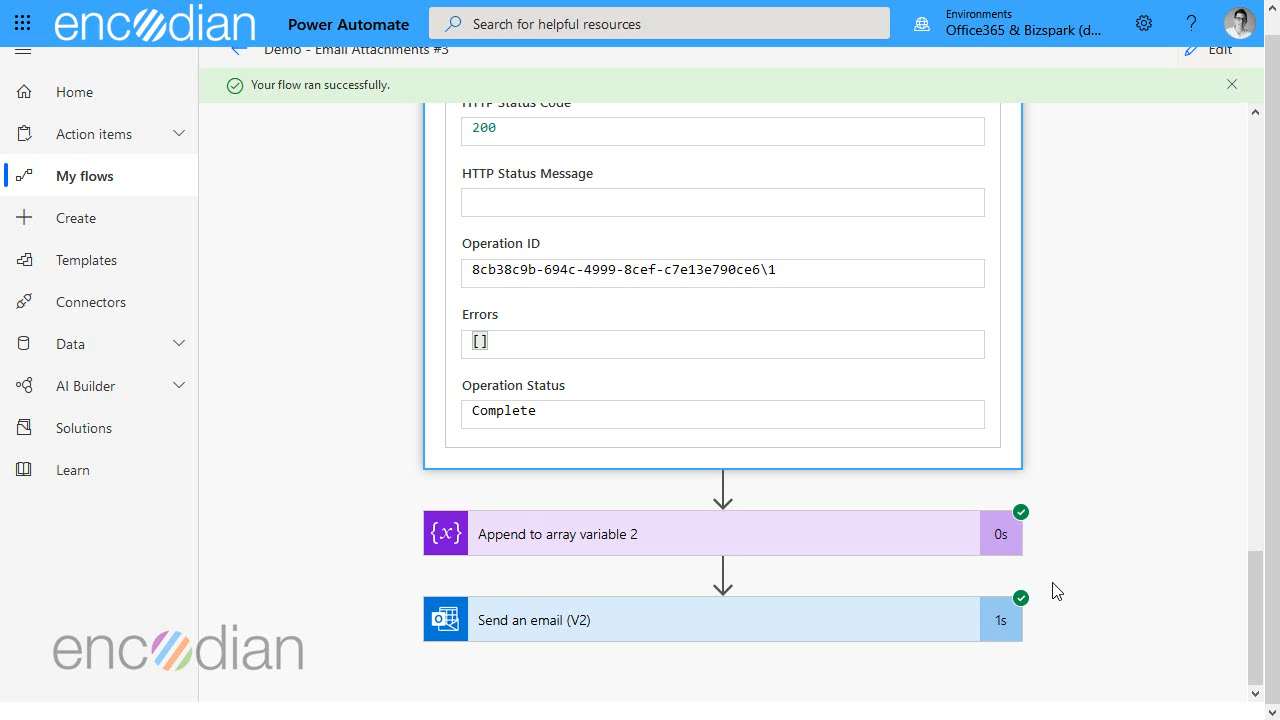 encodian
Power Automate
Search for helpful resources
Environments
Office365 & Bizspark (d...
?
Demo - Email Attachments #3
Edit
Your flow ran successfully.
Home
Action items
My flows
Create
Templates
Connectors
Data
AI Builder
Solutions
Learn
HTTP Status Code
200
HTTP Status Message
Operation ID
8cb38c9b-694c-4999-8cef-c7e13e790ce6\1
Errors
[]
Operation Status
Complete
{x} Append to array variable 2 0s
Send an email (V2) 1s
encodian